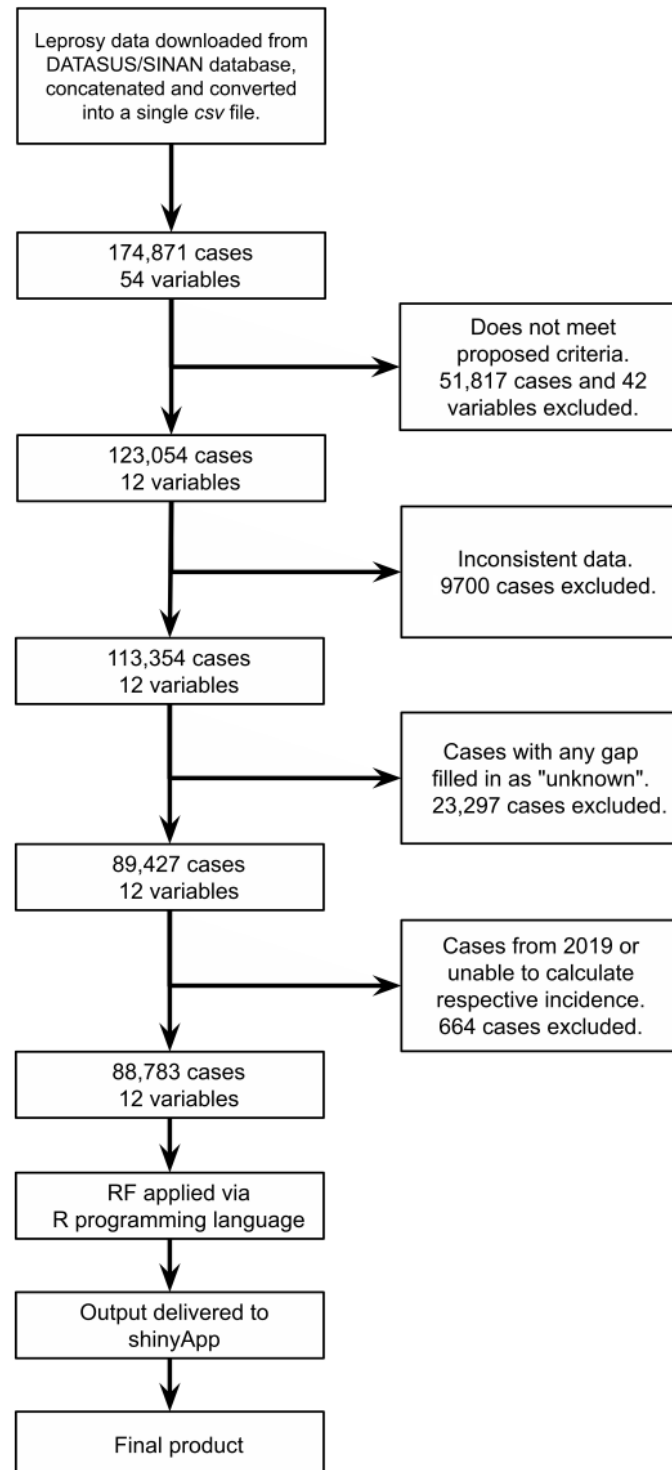 Leprosy data downloaded from
DATASUS/SINAN database,
concatenated and converted
into a single csv file.
174,871 cases
54 variables
Does not meet
proposed criteria.
51,817 cases and 42
variables excluded.
123,054 cases
12 variables
Inconsistent data.
9700 cases excluded.
113,354 cases
12 variables
Cases with any gap
filled in as "unknown".
23,297 cases excluded.
89,427 cases
12 variables
Cases from 2019 or
unable to calculate
respective incidence.
664 cases excluded.
88,783 cases
12 variables
RF applied via
R programming language
Output delivered to
shinyApp
Final product